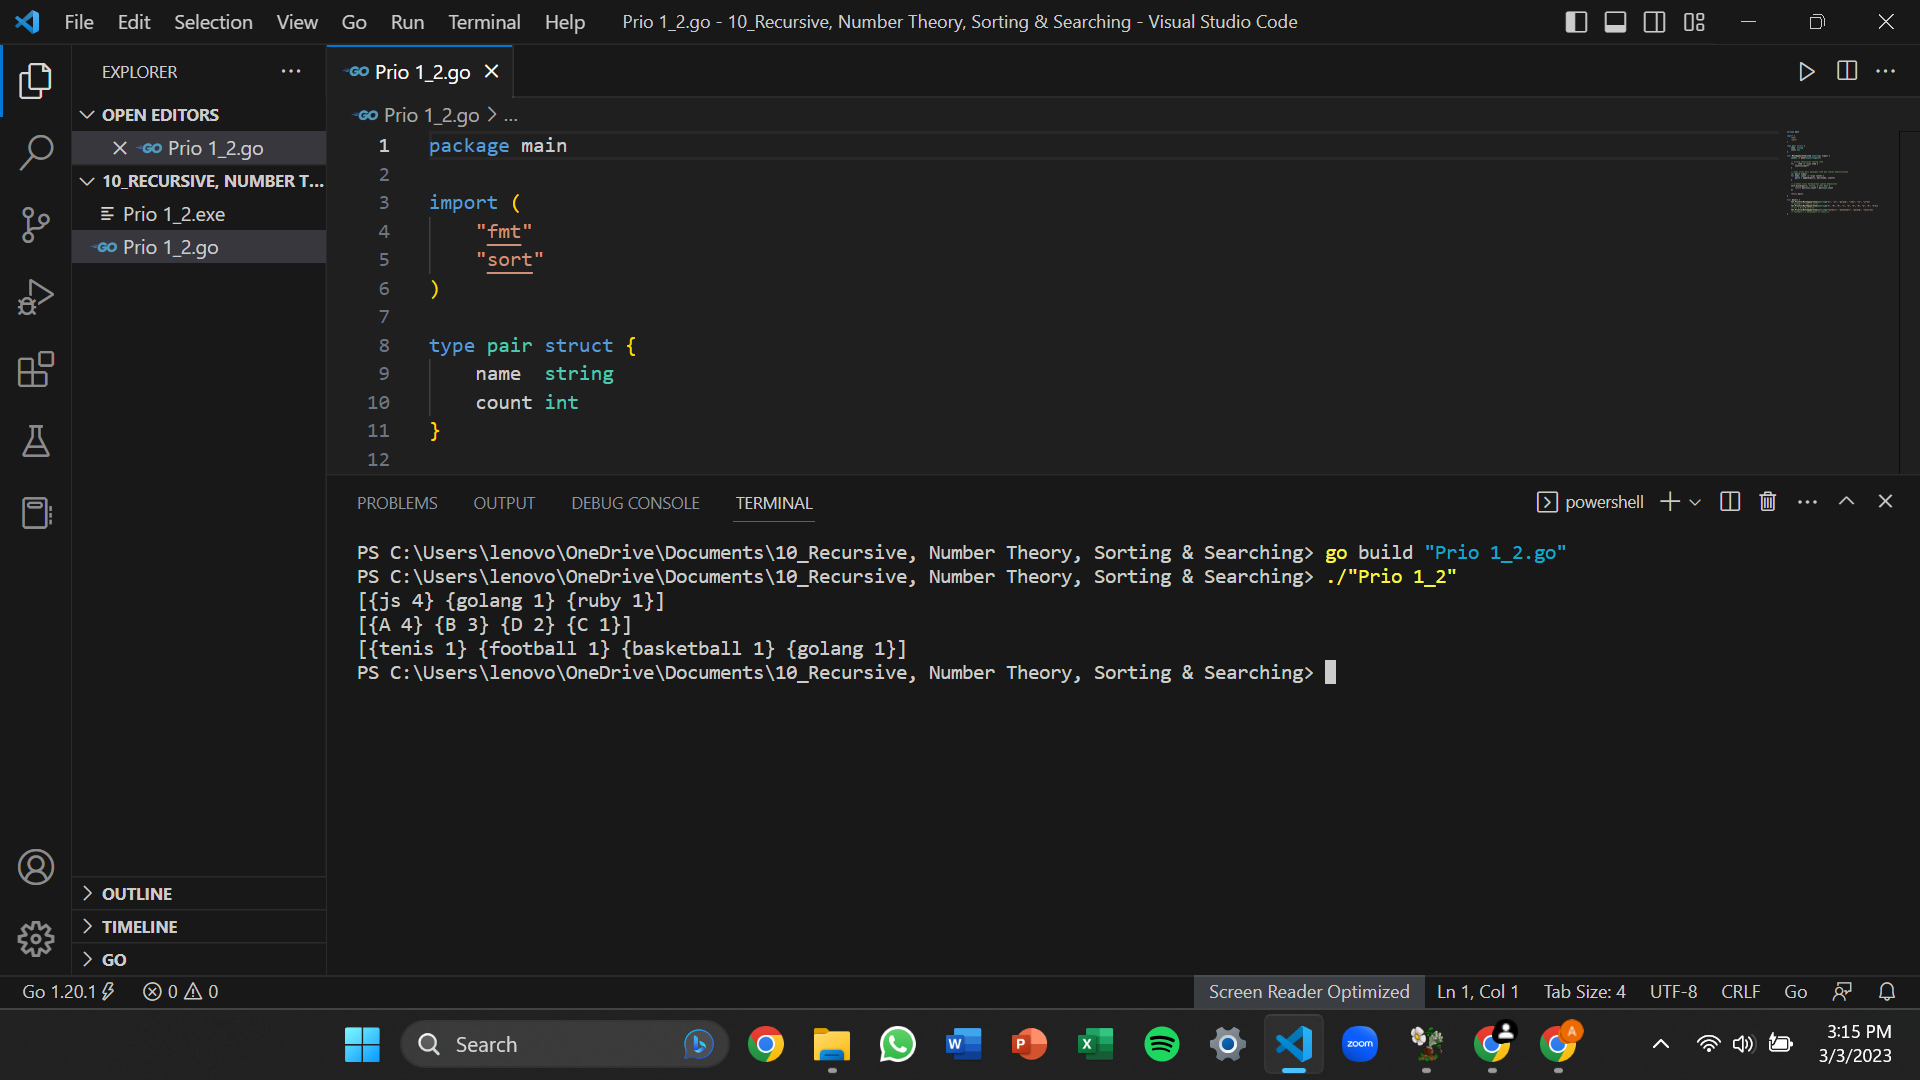 File Edit Selection View Go Run Terminal Help Prio 1_2.go - 10_Recursive, Number Theory, Sorting & Searching - Visual Studio Code
EXPLORER
OPEN EDITORS
Prio 1_2.go
10_RECURSIVE, NUMBER T...
Prio 1_2.exe
Prio 1_2.go
OUTLINE
TIMELINE
GO
Prio 1_2.go
Prio 1_2.go > ...
1 package main
2
3 import (
4 "fmt"
5 "sort"
6 )
7
8 type pair struct {
9 name string
10 count int
11 }
12
PROBLEMS OUTPUT DEBUG CONSOLE TERMINAL powershell
PS C:\Users\lenovo\OneDrive\Documents\10_Recursive, Number Theory, Sorting & Searching> go build "Prio 1_2.go"
PS C:\Users\lenovo\OneDrive\Documents\10_Recursive, Number Theory, Sorting & Searching> ./"Prio 1_2"
[{js 4} {golang 1} {ruby 1}]
[{A 4} {B 3} {D 2} {C 1}]
[{tenis 1} {football 1} {basketball 1} {golang 1}]
PS C:\Users\lenovo\OneDrive\Documents\10_Recursive, Number Theory, Sorting & Searching>
Go 1.20.1 0 0 Screen Reader Optimized Ln 1, Col 1 Tab Size: 4 UTF-8 CRLF Go
Search
W P X zoom A
3:15 PM
3/3/2023